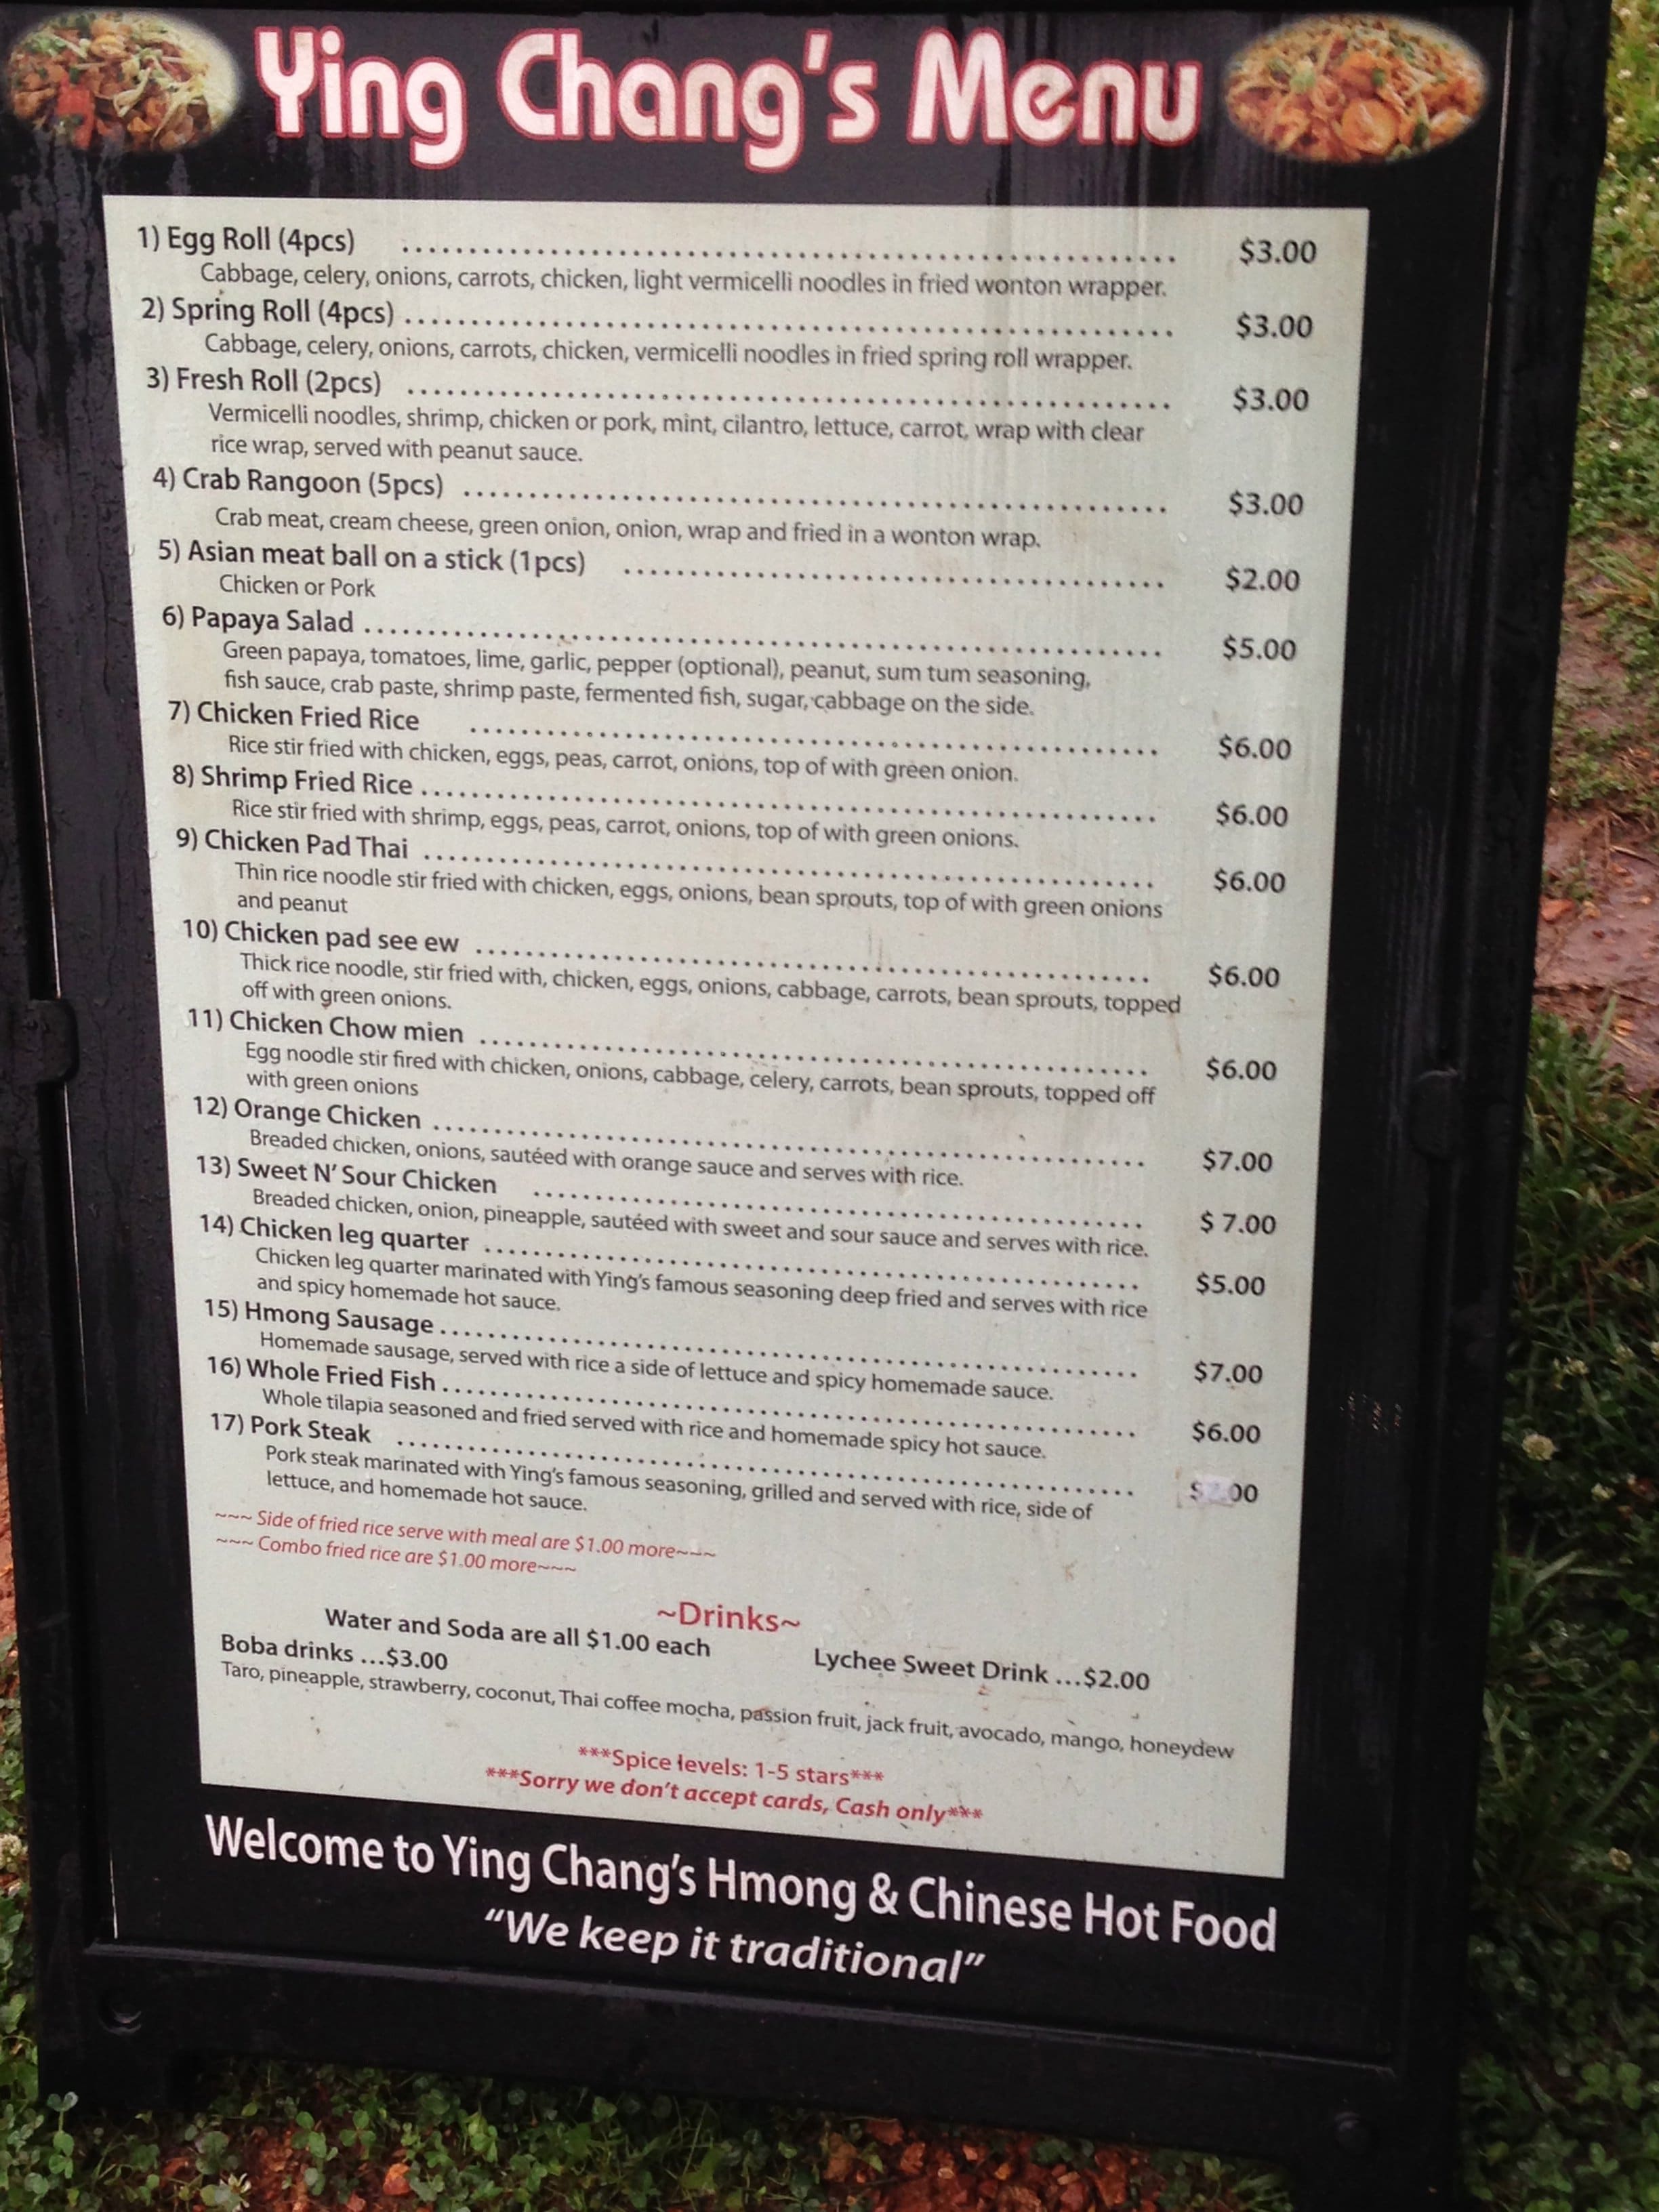 Ying Chang's Menu
1) Egg Roll (4pcs) ........ $3.00
Cabbage, celery, onions, carrots, chicken, light vermicelli noodles in fried wonton wrapper.
2) Spring Roll (4pcs) ........ $3.00
Cabbage, celery, onions, carrots, chicken, vermicelli noodles in fried spring roll wrapper.
3) Fresh Roll (2pcs) ........ $3.00
Vermicelli noodles, shrimp, chicken or pork, mint, cilantro, lettuce, carrot, wrap with clear
rice wrap, served with peanut sauce.
4) Crab Rangoon (5pcs) ........ $3.00
Crab meat, cream cheese, green onion, onion, wrap and fried in a wonton wrap.
5) Asian meat ball on a stick (1pcs) ........ $2.00
Chicken or Pork
6) Papaya Salad ........ $5.00
Green papaya, tomatoes, lime, garlic, pepper (optional), peanut, sum tum seasoning,
fish sauce, crab paste, shrimp paste, fermented fish, sugar, cabbage on the side.
7) Chicken Fried Rice ........ $6.00
Rice stir fried with chicken, eggs, peas, carrot, onions, top of with green onion.
8) Shrimp Fried Rice ........ $6.00
Rice stir fried with shrimp, eggs, peas, carrot, onions, top of with green onions.
9) Chicken Pad Thai ........ $6.00
Thin rice noodle stir fried with chicken, eggs, onions, bean sprouts, top of with green onions
and peanut
10) Chicken pad see ew ........ $6.00
Thick rice noodle, stir fried with, chicken, eggs, onions, cabbage, carrots, bean sprouts, topped
off with green onions.
11) Chicken Chow mien ........ $6.00
Egg noodle stir fired with chicken, onions, cabbage, celery, carrots, bean sprouts, topped off
with green onions
12) Orange Chicken ........ $7.00
Breaded chicken, onions, sautéed with orange sauce and serves with rice.
13) Sweet N' Sour Chicken ........ $ 7.00
Breaded chicken, onion, pineapple, sautéed with sweet and sour sauce and serves with rice.
14) Chicken leg quarter ........ $5.00
Chicken leg quarter marinated with Ying's famous seasoning deep fried and serves with rice
and spicy homemade hot sauce.
15) Hmong Sausage ........ $7.00
Homemade sausage, served with rice a side of lettuce and spicy homemade sauce.
16) Whole Fried Fish ........ $6.00
Whole tilapia seasoned and fried served with rice and homemade spicy hot sauce.
17) Pork Steak ........
Pork steak marinated with Ying's famous seasoning, grilled and served with rice, side of
lettuce, and homemade hot sauce.
~~~ Side of fried rice serve with meal are $1.00 more~~~
~~~ Combo fried rice are $1.00 more~~~
~Drinks~
Water and Soda are all $1.00 each
Boba drinks ...$3.00 Lychee Sweet Drink ...$2.00
Taro, pineapple, strawberry, coconut, Thai coffee mocha, passion fruit, jack fruit, avocado, mango, honeydew
***Spice levels: 1-5 stars***
***Sorry we don't accept cards, Cash only***
Welcome to Ying Chang's Hmong & Chinese Hot Food
"We keep it traditional"